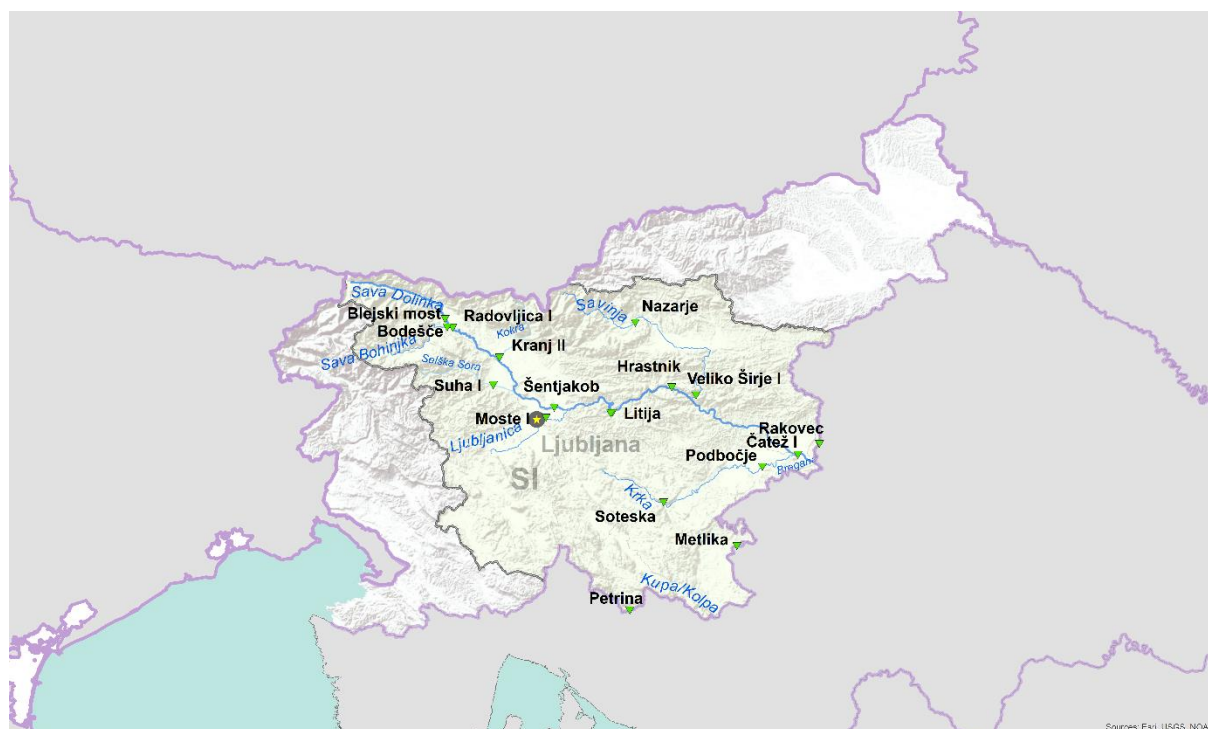 Sava Dolinka
Blejski most
Radovljica I
Bodešče
Kokra
Sava Bohinjka
Kranj II
Selška Sora
Suha I
Savinja
Nazarje
Hrastnik
Veliko Širje I
Šentjakob
Litija
Moste I
Ljubljanica
Ljubljana
SI
Rakovec
Čatež I
Podbočje
Bregana
Krka
Soteska
Metlika
Kupa/Kolpa
Petrina
Sources: Esri, USGS, NOA